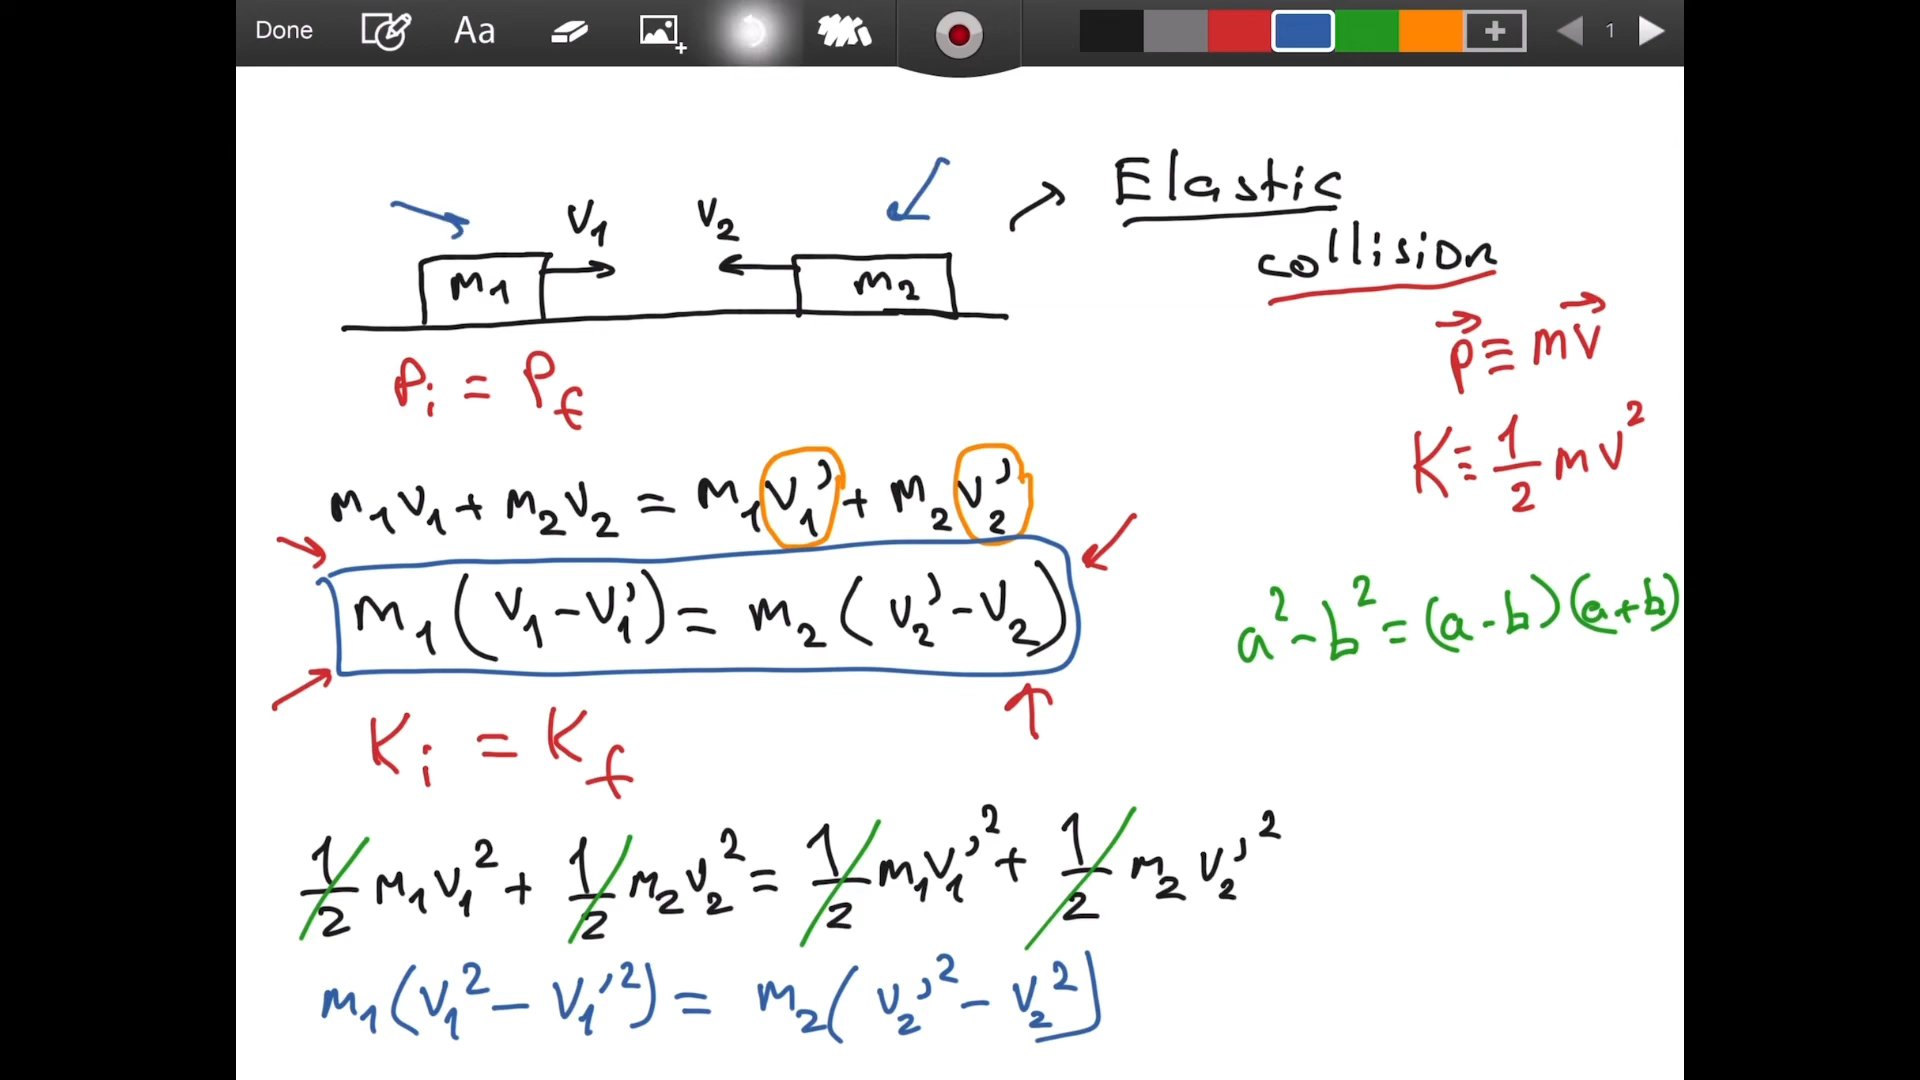 Done Aa 1
V₁ V₂ Elastic
m₁ m₂ collision
p⃗ ≡ mv⃗
Pᵢ = P_f
K ≡ 1/2 mv²
m₁v₁ + m₂v₂ = m₁v₁' + m₂v₂'
m₁(v₁ - v₁') = m₂(v₂' - v₂)
a² - b² = (a - b)(a + b)
Kᵢ = K_f
1/2 m₁v₁² + 1/2 m₂v₂² = 1/2 m₁v₁'² + 1/2 m₂v₂'²
m₁(v₁² - v₁'²) = m₂(v₂'² - v₂²)